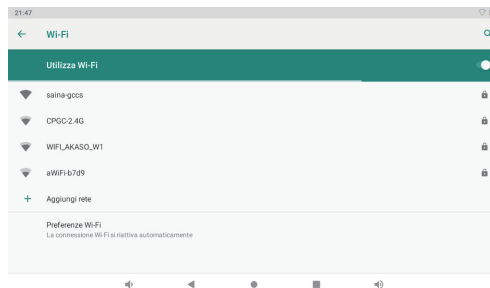 21:47
Wi-Fi
Utilizza Wi-Fi
saina-gccs
CPGC-2.4G
WIFI_AKASO_W1
aWiFi-b7d9
Aggiungi rete
Preferenze Wi-Fi
La connessione Wi-Fi si riattiva automaticamente